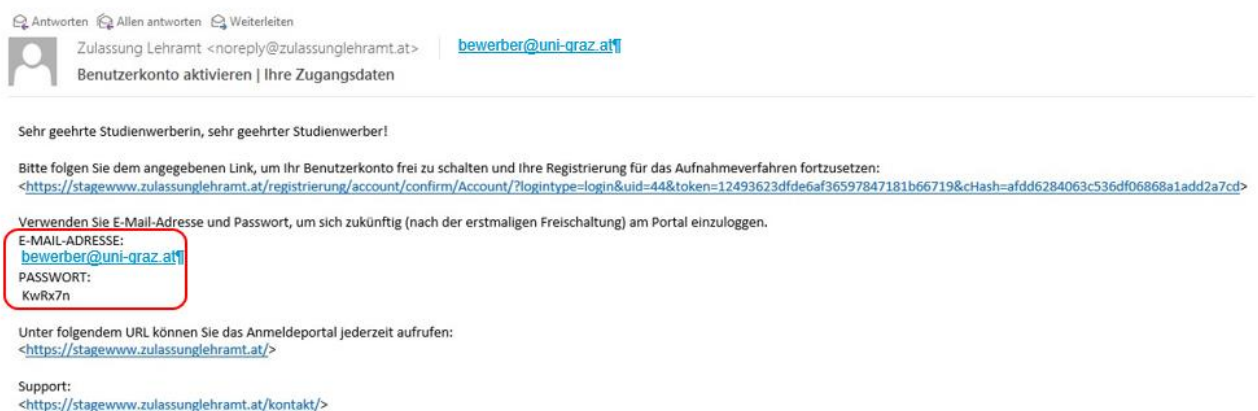 Antworten Allen antworten Weiterleiten
Zulassung Lehramt <noreply@zulassunglehramt.at> bewerber@uni-graz.at¶
Benutzerkonto aktivieren | Ihre Zugangsdaten
Sehr geehrte Studienwerberin, sehr geehrter Studienwerber!
Bitte folgen Sie dem angegebenen Link, um Ihr Benutzerkonto frei zu schalten und Ihre Registrierung für das Aufnahmeverfahren fortzusetzen:
<https://stagewww.zulassunglehramt.at/registrierung/account/confirm/Account/?logintype=login&uid=44&token=12493623dfde6af36597847181b66719&cHash=afdd6284063c536df06868a1add2a7cd>
Verwenden Sie E-Mail-Adresse und Passwort, um sich zukünftig (nach der erstmaligen Freischaltung) am Portal einzuloggen.
E-MAIL-ADRESSE:
bewerber@uni-graz.at¶
PASSWORT:
KwRx7n
Unter folgendem URL können Sie das Anmeldeportal jederzeit aufrufen:
<https://stagewww.zulassunglehramt.at/>
Support:
<https://stagewww.zulassunglehramt.at/kontakt/>